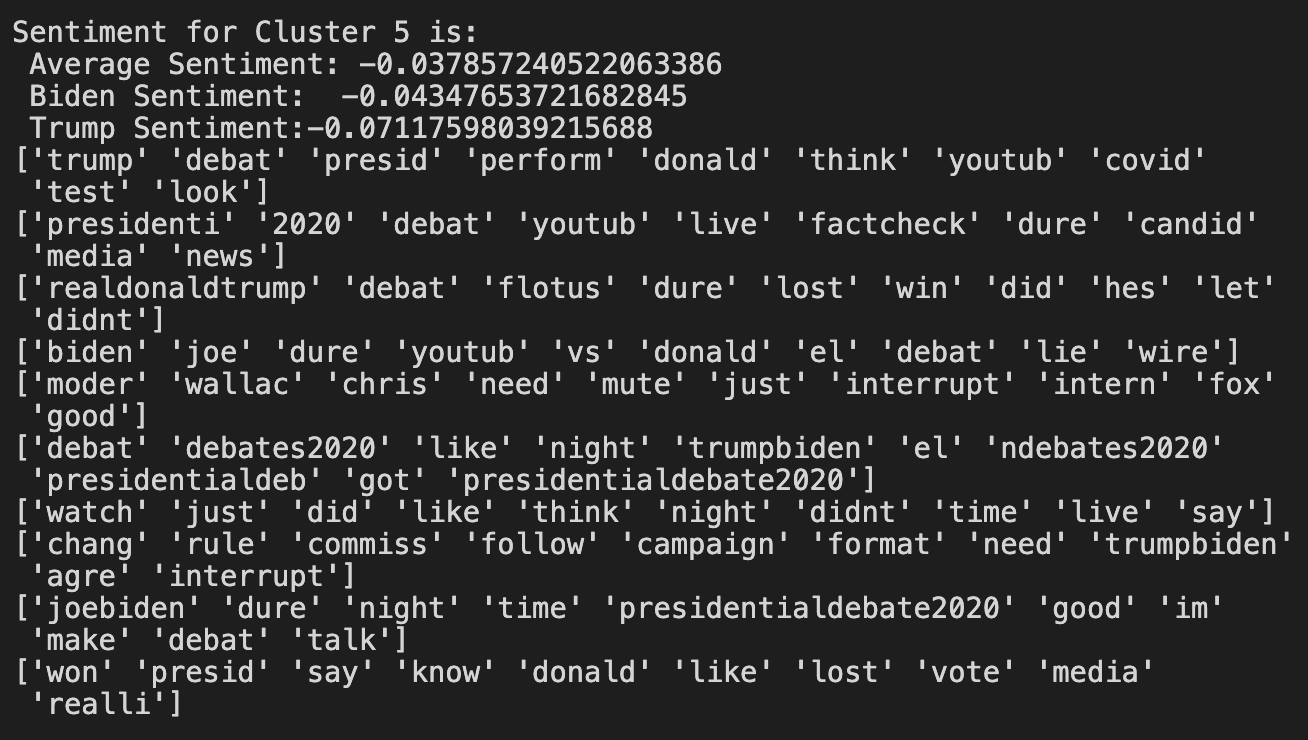 Sentiment for Cluster 5 is:
Average Sentiment: -0.037857240522063386
Biden Sentiment:  -0.04347653721682845
Trump Sentiment:-0.07117598039215688
['trump' 'debat' 'presid' 'perform' 'donald' 'think' 'youtub' 'covid'
'test' 'look']
['presidenti' '2020' 'debat' 'youtub' 'live' 'factcheck' 'dure' 'candid'
'media' 'news']
['realdonaldtrump' 'debat' 'flotus' 'dure' 'lost' 'win' 'did' 'hes' 'let'
'didnt']
['biden' 'joe' 'dure' 'youtub' 'vs' 'donald' 'el' 'debat' 'lie' 'wire']
['moder' 'wallac' 'chris' 'need' 'mute' 'just' 'interrupt' 'intern' 'fox'
'good']
['debat' 'debates2020' 'like' 'night' 'trumpbiden' 'el' 'ndebates2020'
'presidentialdeb' 'got' 'presidentialdebate2020']
['watch' 'just' 'did' 'like' 'think' 'night' 'didnt' 'time' 'live' 'say']
['chang' 'rule' 'commiss' 'follow' 'campaign' 'format' 'need' 'trumpbiden'
'agre' 'interrupt']
['joebiden' 'dure' 'night' 'time' 'presidentialdebate2020' 'good' 'im'
'make' 'debat' 'talk']
['won' 'presid' 'say' 'know' 'donald' 'like' 'lost' 'vote' 'media'
'realli']